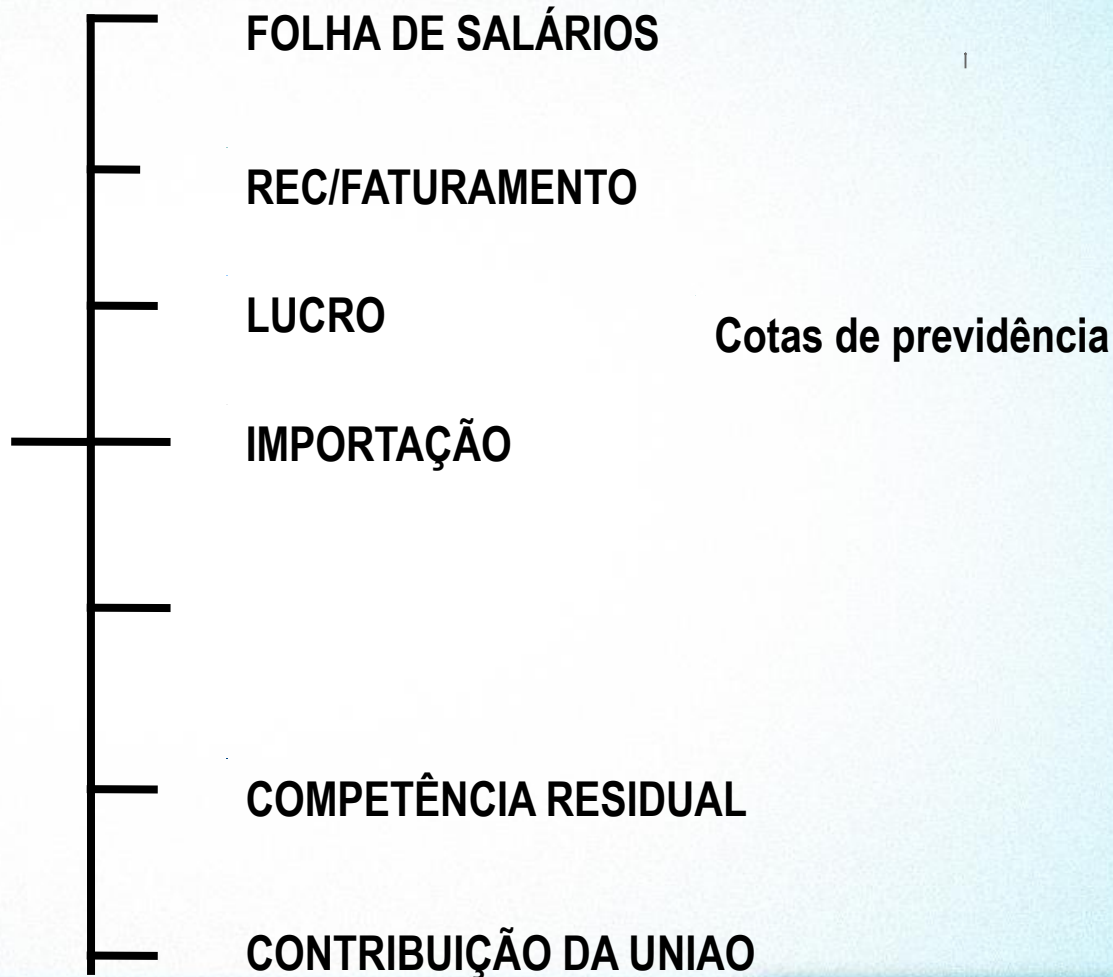 FOLHA DE SALÁRIOS
REC/FATURAMENTO
LUCRO
Cotas de previdência
IMPORTAÇÃO
COMPETÊNCIA RESIDUAL
CONTRIBUIÇÃO DA UNIAO